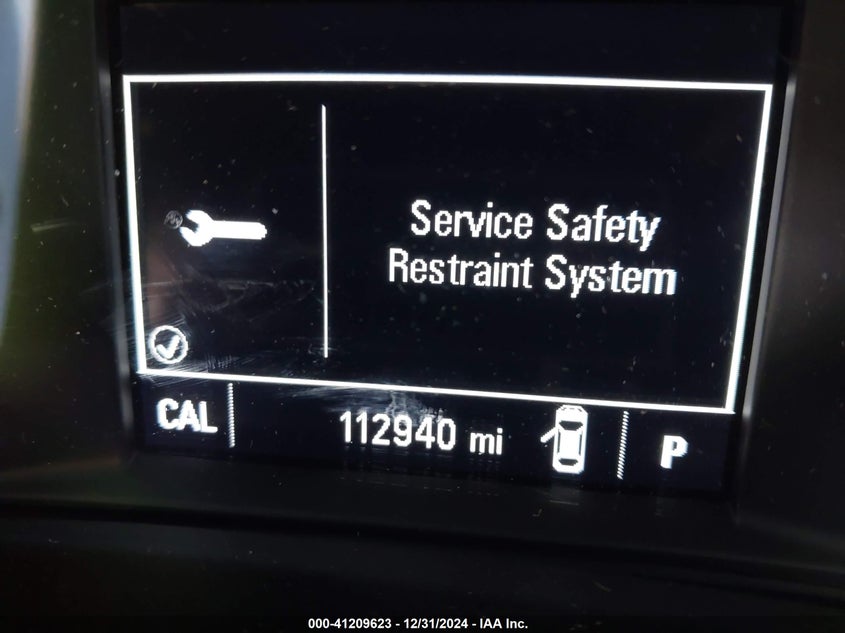 Service Safety
Restraint System
CAL 112940 mi P
000-41209623 - 12/31/2024 - IAA Inc.